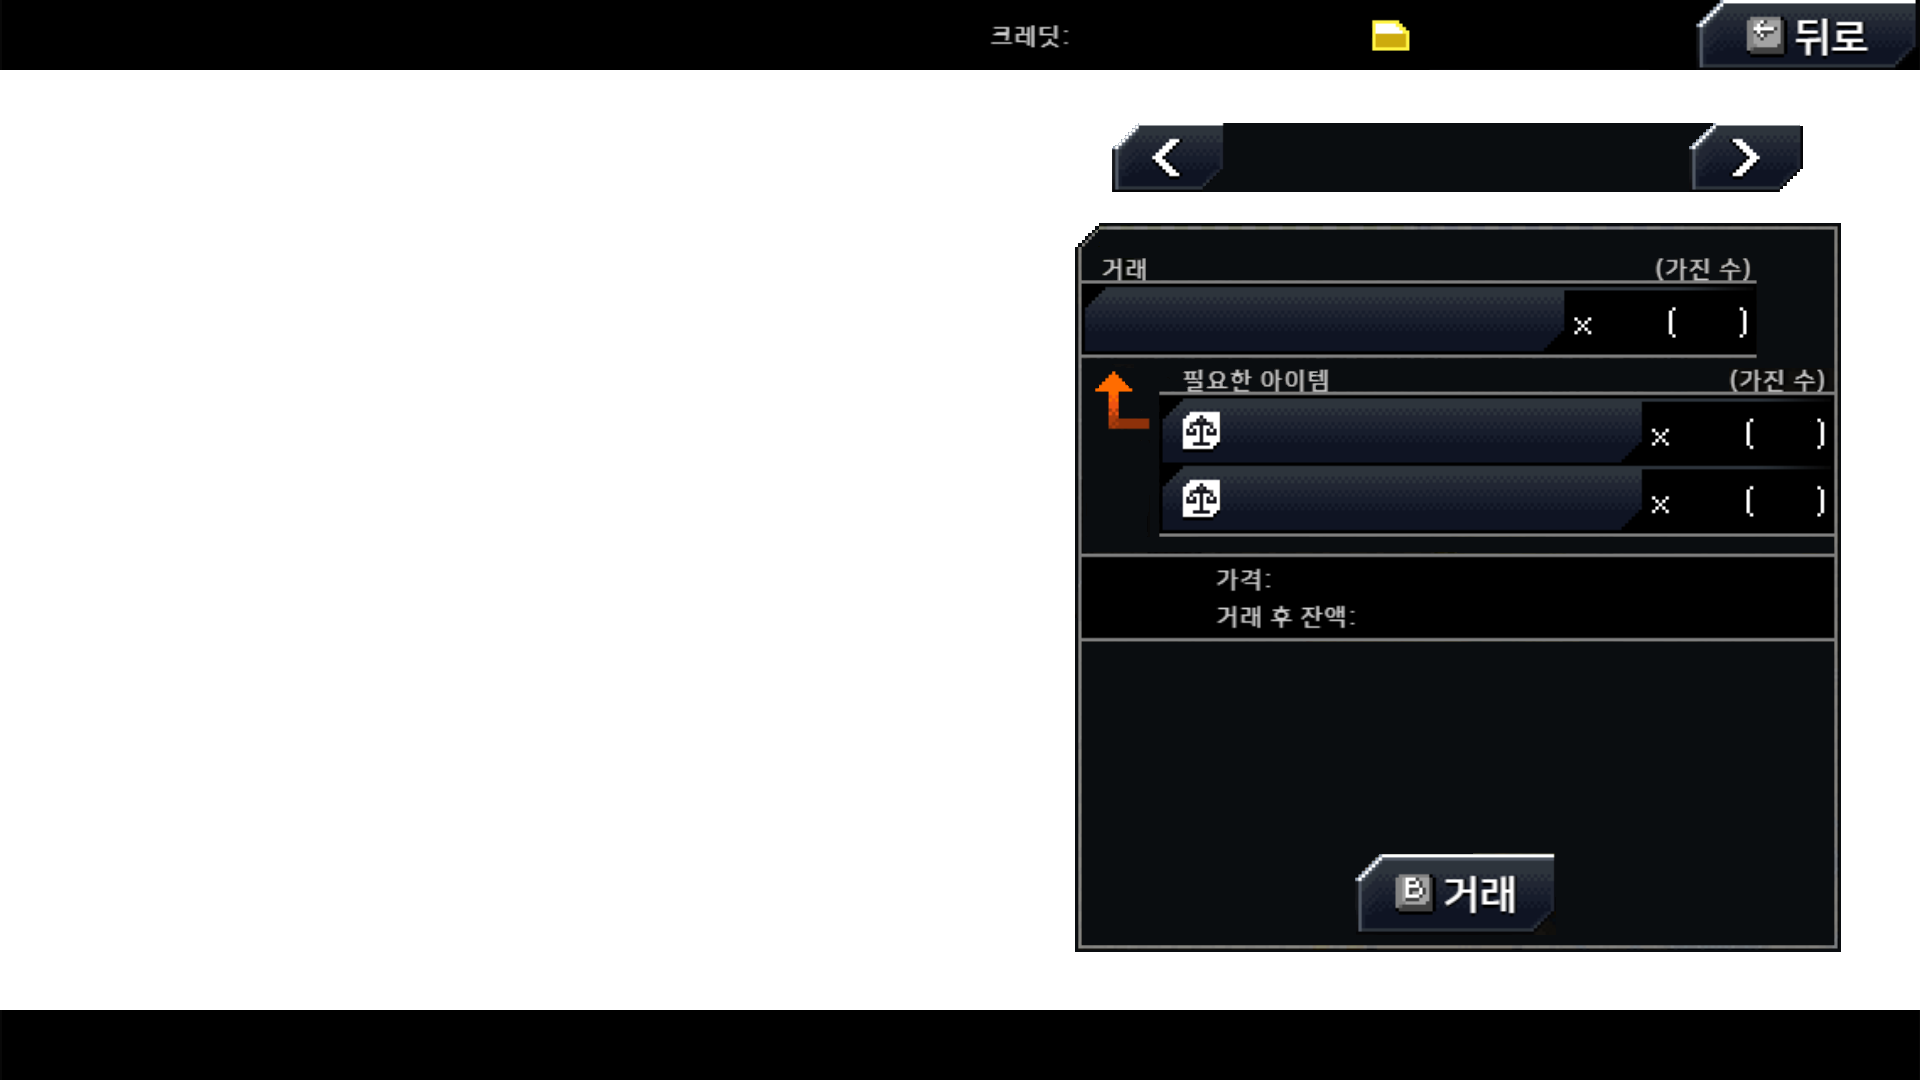 크레딧:
뒤로
거래 (가진 수)
x [ ]
필요한 아이템 (가진 수)
x [ ]
x [ ]
가격:
거래 후 잔액:
B 거래